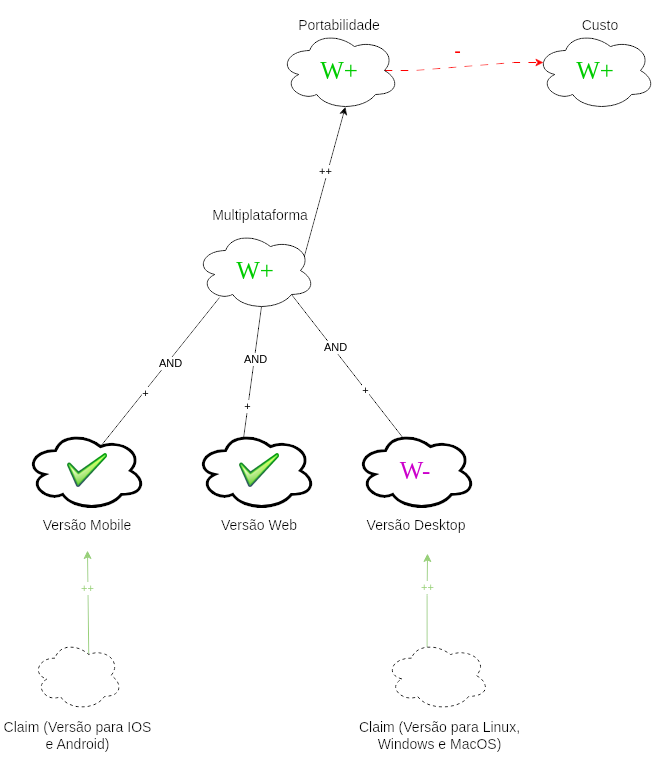 Portabilidade
Custo
W+
-
W+
++
Multiplataforma
W+
AND
AND
AND
+
+
+
W-
Versão Mobile
Versão Web
Versão Desktop
++
++
Claim (Versão para IOS
e Android)
Claim (Versão para Linux,
Windows e MacOS)